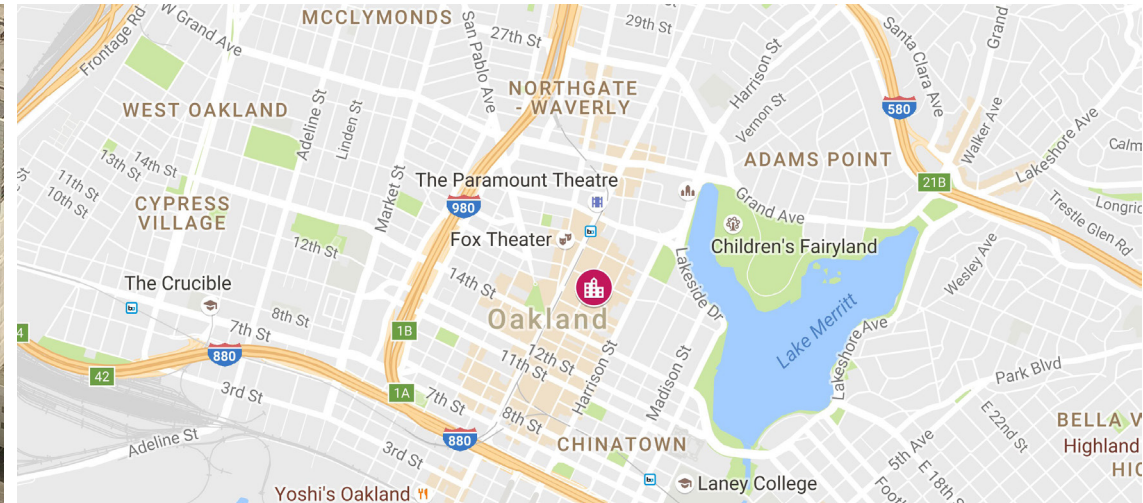 MCCLYMONDS
W Grand Ave
Frontage Rd
San Pablo Ave
27th St
29th St
Harrison St
Vernon St
Santa Clara Ave
Grand
580
NORTHGATE
- WAVERLY
WEST OAKLAND
Adeline St
Linden St
Walker Ave
Lakeshore Ave
Calm
ADAMS POINT
14th St
13th St
11th St
10th St
Market St
The Paramount Theatre
980
21B
Grand Ave
Trestle Glen Rd
Longrid
CYPRESS
VILLAGE
12th St
Fox Theater
Children's Fairyland
Lakeside Dr
Wesley Ave
The Crucible
14th St
8th St
7th St
Oakland
Lake Merritt
Lakeshore Ave
4
1B
880
12th St
11th St
Harrison St
Madison St
Park Blvd
42
3rd St
1A
7th St
8th St
E 22nd St
BELLA V
Adeline St
3rd St
880
CHINATOWN
5th Ave
E 18th St
Highland
HIG
Foot
Laney College
Yoshi's Oakland